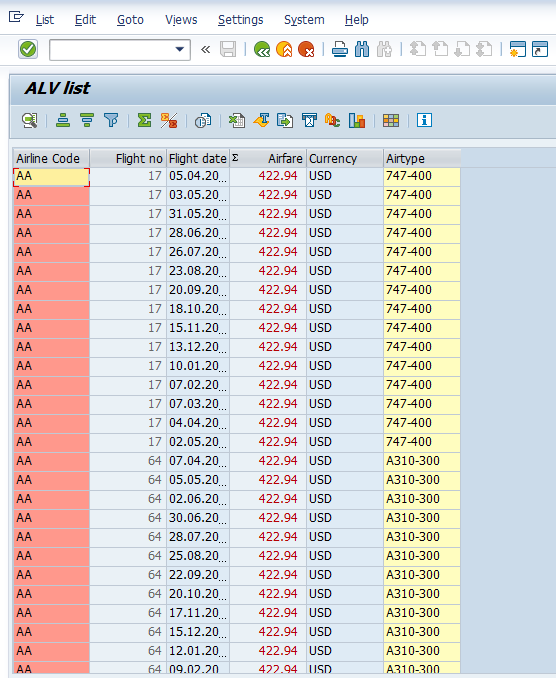 List Edit Goto Views Settings System Help
ALV list
Airline Code Flight no Flight date Σ Airfare Currency Airtype
AA 17 05.04.20... 422.94 USD 747-400
AA 17 03.05.20... 422.94 USD 747-400
AA 17 31.05.20... 422.94 USD 747-400
AA 17 28.06.20... 422.94 USD 747-400
AA 17 26.07.20... 422.94 USD 747-400
AA 17 23.08.20... 422.94 USD 747-400
AA 17 20.09.20... 422.94 USD 747-400
AA 17 18.10.20... 422.94 USD 747-400
AA 17 15.11.20... 422.94 USD 747-400
AA 17 13.12.20... 422.94 USD 747-400
AA 17 10.01.20... 422.94 USD 747-400
AA 17 07.02.20... 422.94 USD 747-400
AA 17 07.03.20... 422.94 USD 747-400
AA 17 04.04.20... 422.94 USD 747-400
AA 17 02.05.20... 422.94 USD 747-400
AA 64 07.04.20... 422.94 USD A310-300
AA 64 05.05.20... 422.94 USD A310-300
AA 64 02.06.20... 422.94 USD A310-300
AA 64 30.06.20... 422.94 USD A310-300
AA 64 28.07.20... 422.94 USD A310-300
AA 64 25.08.20... 422.94 USD A310-300
AA 64 22.09.20... 422.94 USD A310-300
AA 64 20.10.20... 422.94 USD A310-300
AA 64 17.11.20... 422.94 USD A310-300
AA 64 15.12.20... 422.94 USD A310-300
AA 64 12.01.20... 422.94 USD A310-300
AA 64 09.02.20... 422.94 USD A310-300